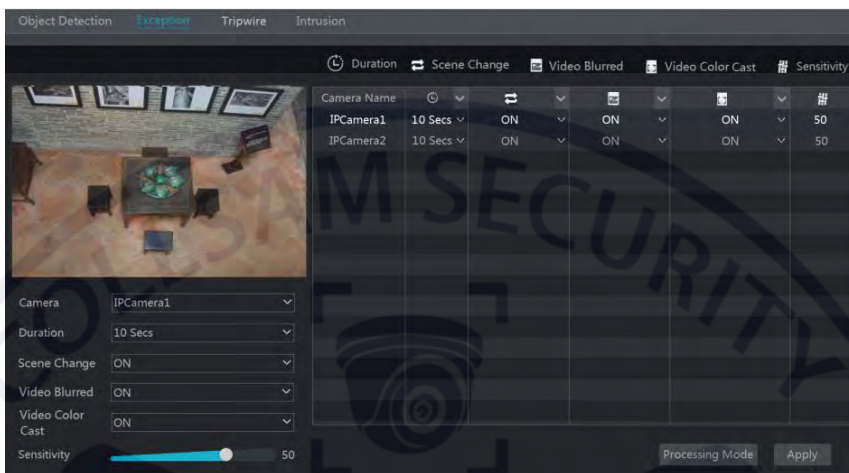 Object Detection Exception Tripwire Intrusion
Duration Scene Change Video Blurred Video Color Cast Sensitivity
Camera Name
IPCamera1 10 Secs ON ON ON 50
IPCamera2 10 Secs ON ON ON 50
Camera IPCamera1
Duration 10 Secs
Scene Change ON
Video Blurred ON
Video Color Cast ON
Sensitivity 50
Processing Mode Apply
GOLESAM SECURITY